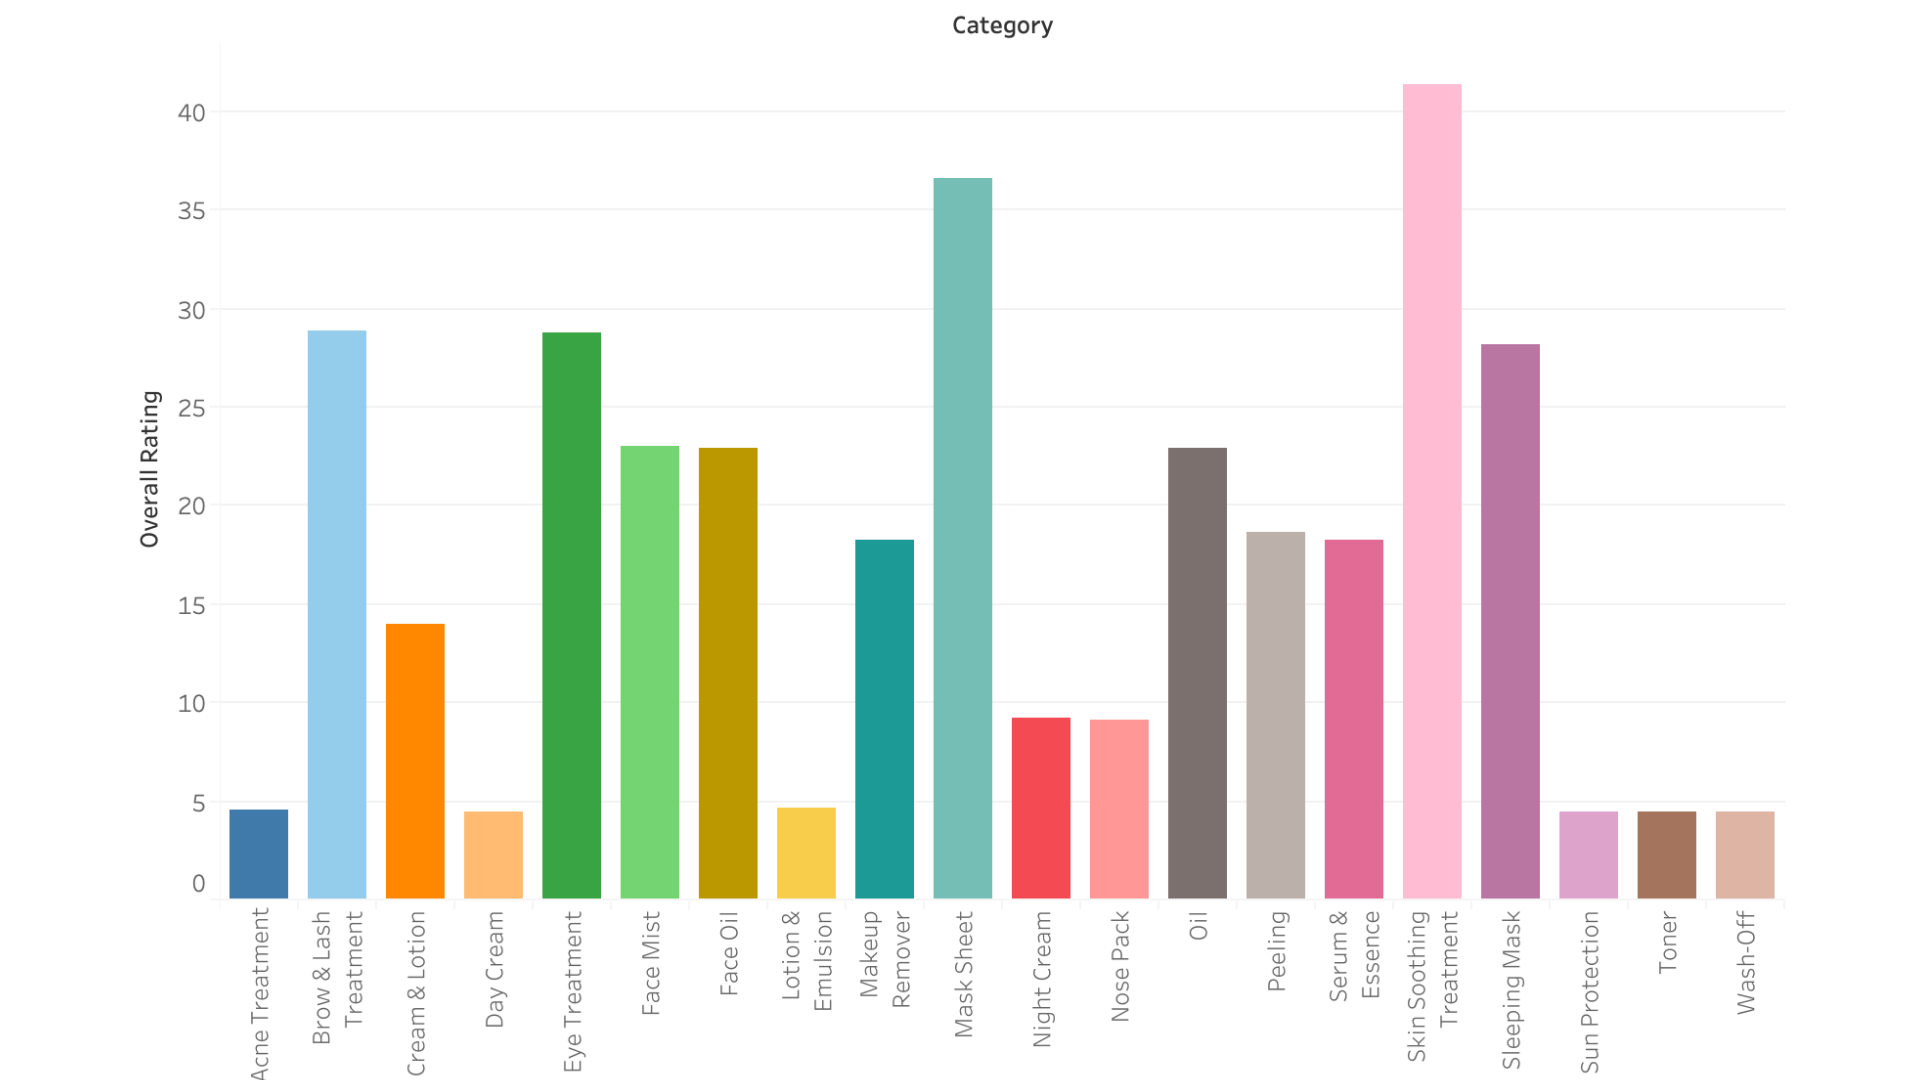 Category
Overall Rating
40
35
30
25
20
15
10
5
0
Acne Treatment
Brow & Lash
Treatment
Cream & Lotion
Day Cream
Eye Treatment
Face Mist
Face Oil
Lotion &
Emulsion
Makeup
Remover
Mask Sheet
Night Cream
Nose Pack
Oil
Peeling
Serum &
Essence
Skin Soothing
Treatment
Sleeping Mask
Sun Protection
Toner
Wash-Off